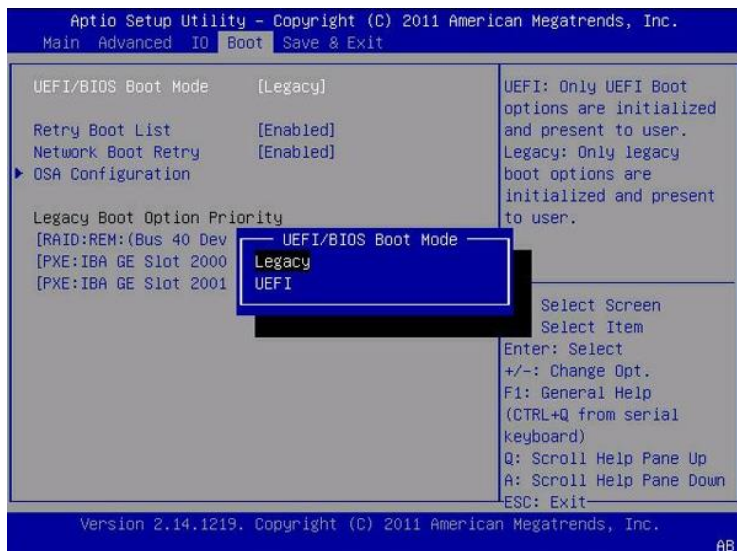 Aptio Setup Utility – Copyright (C) 2011 American Megatrends, Inc.
Main Advanced IO Boot Save & Exit
UEFI/BIOS Boot Mode [Legacy]
Retry Boot List [Enabled]
Network Boot Retry [Enabled]
OSA Configuration
Legacy Boot Option Priority
[RAID:REM:(Bus 40 Dev
[PXE:IBA GE Slot 2000
[PXE:IBA GE Slot 2001
UEFI/BIOS Boot Mode
Legacy
UEFI
UEFI: Only UEFI Boot
options are initialized
and present to user.
Legacy: Only legacy
boot options are
initialized and present
to user.
Select Screen
Select Item
Enter: Select
+/-: Change Opt.
F1: General Help
(CTRL+Q from serial
keyboard)
Q: Scroll Help Pane Up
A: Scroll Help Pane Down
ESC: Exit
Version 2.14.1219. Copyright (C) 2011 American Megatrends, Inc.
AB